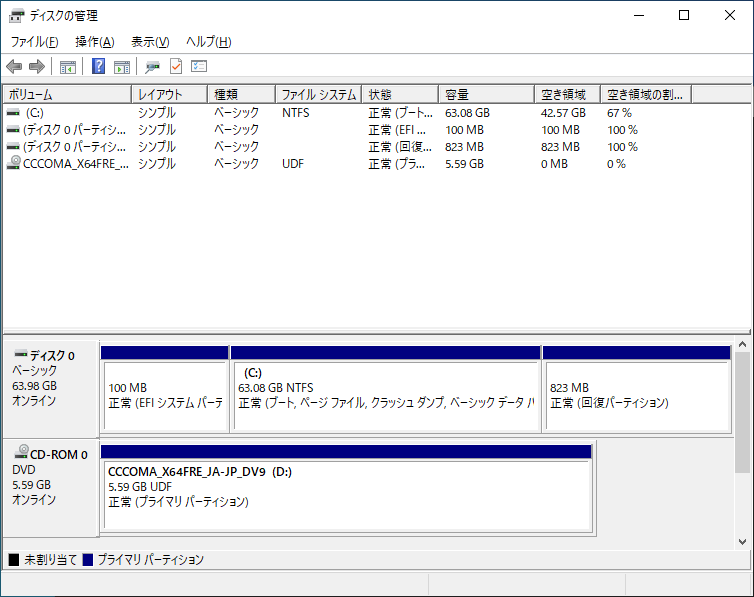 ディスクの管理
ファイル(F) 操作(A) 表示(V) ヘルプ(H)
ボリューム レイアウト 種類 ファイル システム 状態 容量 空き領域 空き領域の割...
(C:) シンプル ベーシック NTFS 正常 (ブート... 63.08 GB 42.57 GB 67 %
(ディスク 0 パーティシ... シンプル ベーシック 正常 (EFI ... 100 MB 100 MB 100 %
(ディスク 0 パーティシ... シンプル ベーシック 正常 (回復... 823 MB 823 MB 100 %
CCCOMA_X64FRE_... シンプル ベーシック UDF 正常 (プラ... 5.59 GB 0 MB 0 %
ディスク 0
ベーシック
63.98 GB
オンライン
100 MB
正常 (EFI システム パーテ
(C:)
63.08 GB NTFS
正常 (ブート, ページ ファイル, クラッシュ ダンプ, ベーシック データ パ
823 MB
正常 (回復パーティション)
CD-ROM 0
DVD
5.59 GB
オンライン
CCCOMA_X64FRE_JA-JP_DV9 (D:)
5.59 GB UDF
正常 (プライマリ パーティション)
未割り当て プライマリ パーティション